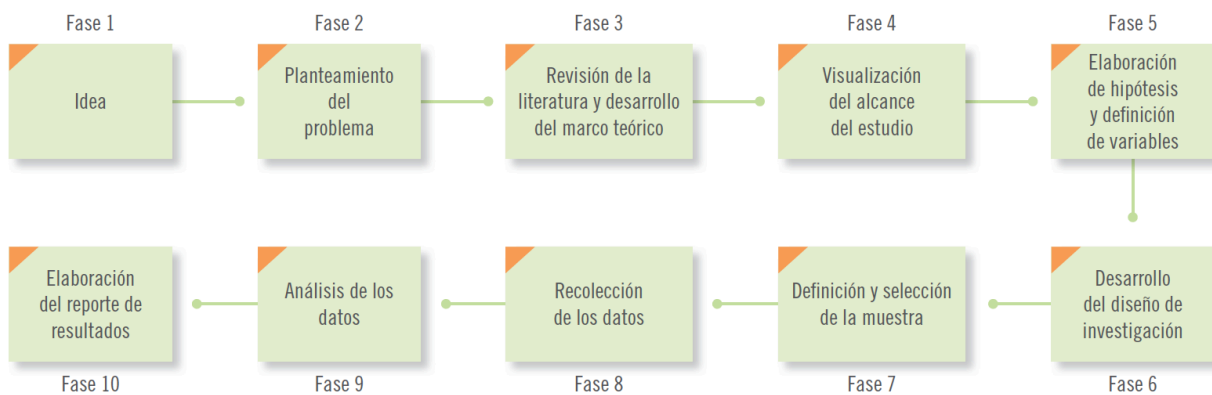 Fase 1
Idea
Fase 2
Planteamiento
del
problema
Fase 3
Revisión de la
literatura y desarrollo
del marco teórico
Fase 4
Visualización
del alcance
del estudio
Fase 5
Elaboración
de hipótesis
y definición
de variables
Desarrollo
del diseño de
investigación
Fase 6
Definición y selección
de la muestra
Fase 7
Recolección
de los datos
Fase 8
Análisis de los
datos
Fase 9
Elaboración
del reporte de
resultados
Fase 10